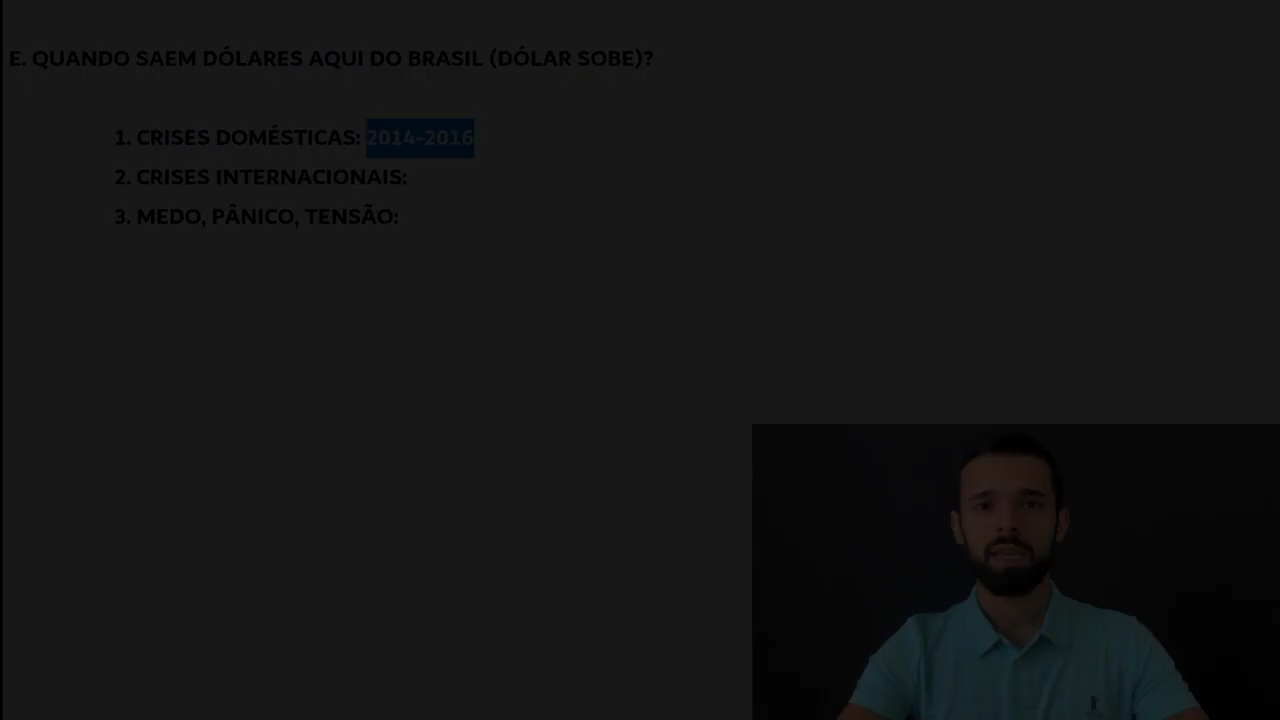 E. QUANDO SAEM DÓLARES AQUI DO BRASIL (DÓLAR SOBE)?
1. CRISES DOMÉSTICAS: 2014-2016
2. CRISES INTERNACIONAIS:
3. MEDO, PÂNICO, TENSÃO: